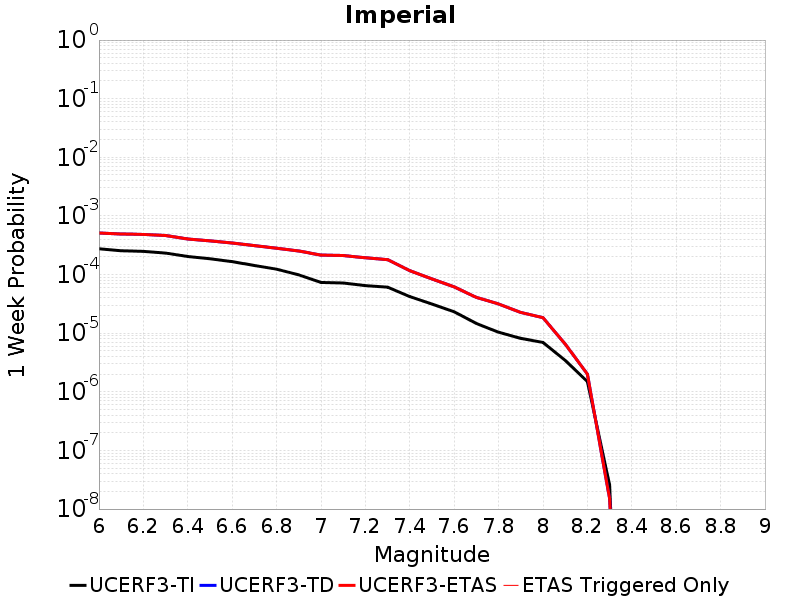 Imperial
1 Week Probability
10^0
10^-1
10^-2
10^-3
10^-4
10^-5
10^-6
10^-7
10^-8
6 6.2 6.4 6.6 6.8 7 7.2 7.4 7.6 7.8 8 8.2 8.4 8.6 8.8 9
Magnitude
UCERF3-TI UCERF3-TD UCERF3-ETAS ETAS Triggered Only